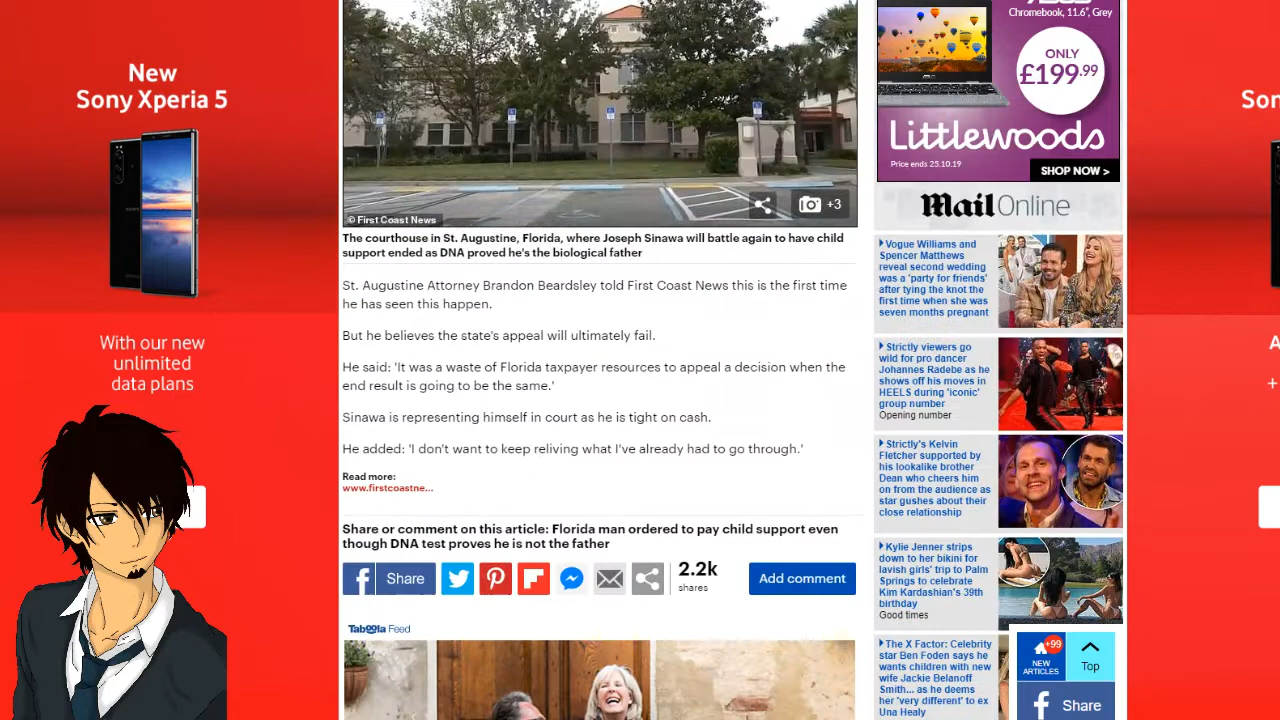 New
Sony Xperia 5
With our new
unlimited
data plans
© First Coast News
+3
The courthouse in St. Augustine, Florida, where Joseph Sinawa will battle again to have child
support ended as DNA proved he's the biological father
St. Augustine Attorney Brandon Beardsley told First Coast News this is the first time
he has seen this happen.
But he believes the state's appeal will ultimately fail.
He said: 'It was a waste of Florida taxpayer resources to appeal a decision when the
end result is going to be the same.'
Sinawa is representing himself in court as he is tight on cash.
He added: 'I don't want to keep reliving what I've already had to go through.'
Read more:
www.firstcoastne...
Share or comment on this article: Florida man ordered to pay child support even
though DNA test proves he is not the father
Share
2.2k
shares
Add comment
Taboola Feed
Chromebook, 11.6”, Grey
ONLY
£199.99
Littlewoods
Price ends 25.10.19
SHOP NOW >
Mail Online
Vogue Williams and
Spencer Matthews
reveal second wedding
was a 'party for friends'
after tying the knot the
first time when she was
seven months pregnant
Strictly viewers go
wild for pro dancer
Johannes Radebe as he
shows off his moves in
HEELS during 'iconic'
group number
Opening number
Strictly's Kelvin
Fletcher supported by
his lookalike brother
Dean who cheers him
on from the audience as
star gushes about their
close relationship
Kylie Jenner strips
down to her bikini for
lavish girls' trip to Palm
Springs to celebrate
Kim Kardashian's 39th
birthday
Good times
The X Factor: Celebrity
star Ben Foden says he
wants children with new
wife Jackie Belanoff
Smith... as he deems
her 'very different' to ex
Una Healy
+99
NEW
ARTICLES
Top
Share
Son
A
+